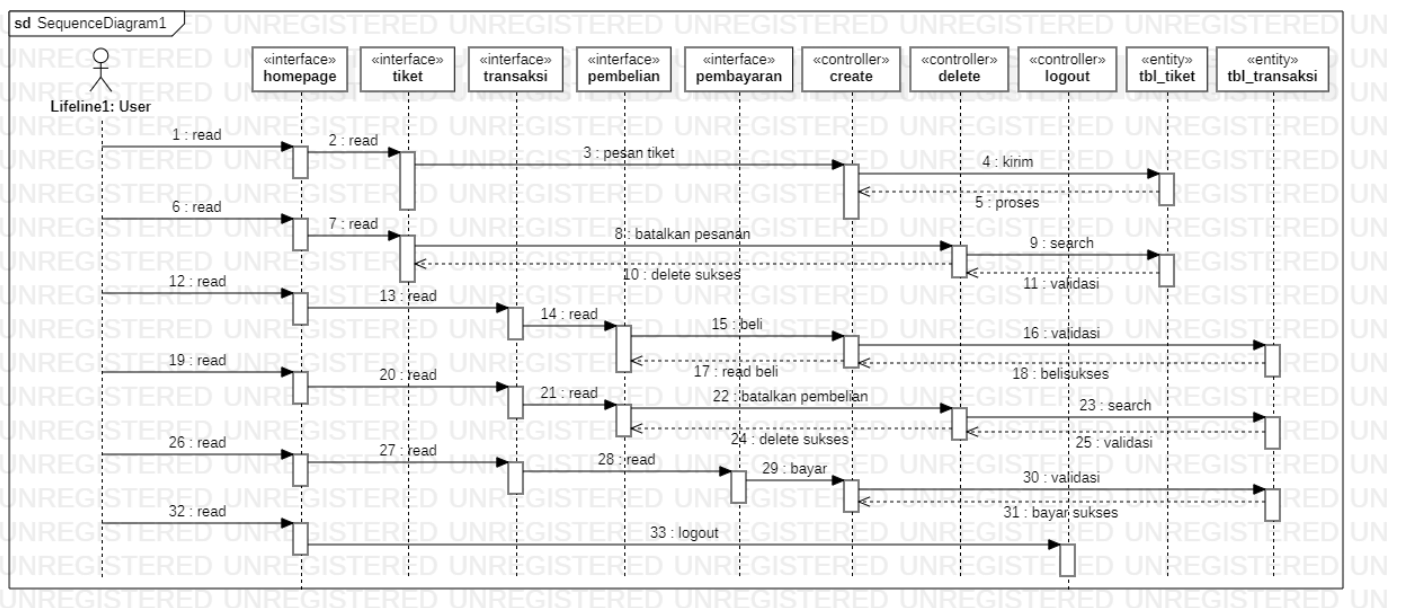 sd SequenceDiagram1
Lifeline1: User
«interface»
homepage
«interface»
tiket
«interface»
transaksi
«interface»
pembelian
«interface»
pembayaran
«controller»
create
«controller»
delete
«controller»
logout
«entity»
tbl_tiket
«entity»
tbl_transaksi
1 : read
2 : read
3 : pesan tiket
4 : kirim
5 : proses
6 : read
7 : read
8 : batalkan pesanan
9 : search
10 : delete sukses
11 : validasi
12 : read
13 : read
14 : read
15 : beli
16 : validasi
17 : read beli
18 : belisukses
19 : read
20 : read
21 : read
22 : batalkan pembelian
23 : search
24 : delete sukses
25 : validasi
26 : read
27 : read
28 : read
29 : bayar
30 : validasi
31 : bayar sukses
32 : read
33 : logout
UNREGISTERED